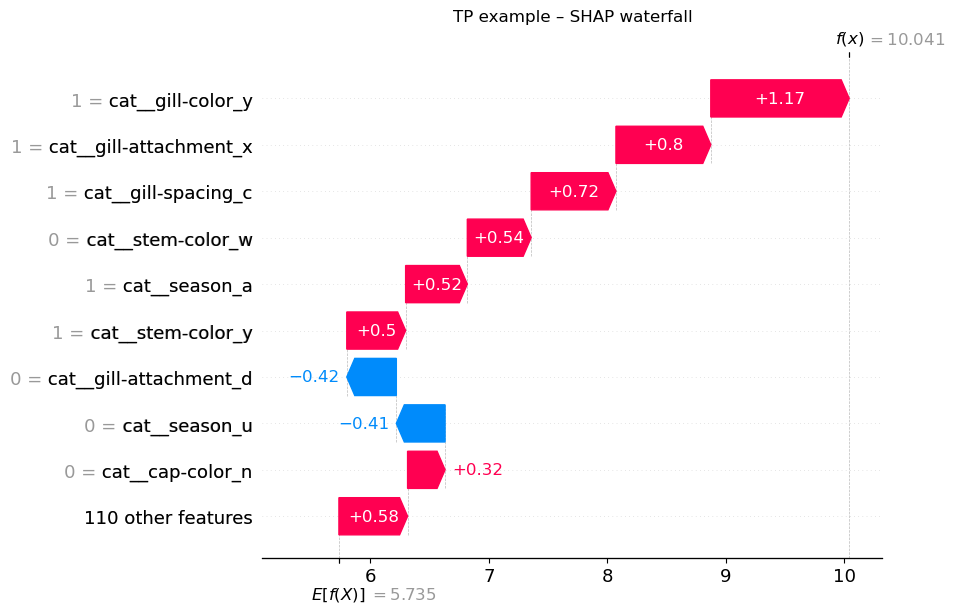 TP example – SHAP waterfall
f(x) = 10.041
1 = cat__gill-color_y
+1.17
1 = cat__gill-attachment_x
+0.8
1 = cat__gill-spacing_c
+0.72
0 = cat__stem-color_w
+0.54
1 = cat__season_a
+0.52
1 = cat__stem-color_y
+0.5
0 = cat__gill-attachment_d
−0.42
0 = cat__season_u
−0.41
0 = cat__cap-color_n
+0.32
110 other features
+0.58
6 7 8 9 10
E[f(X)] = 5.735